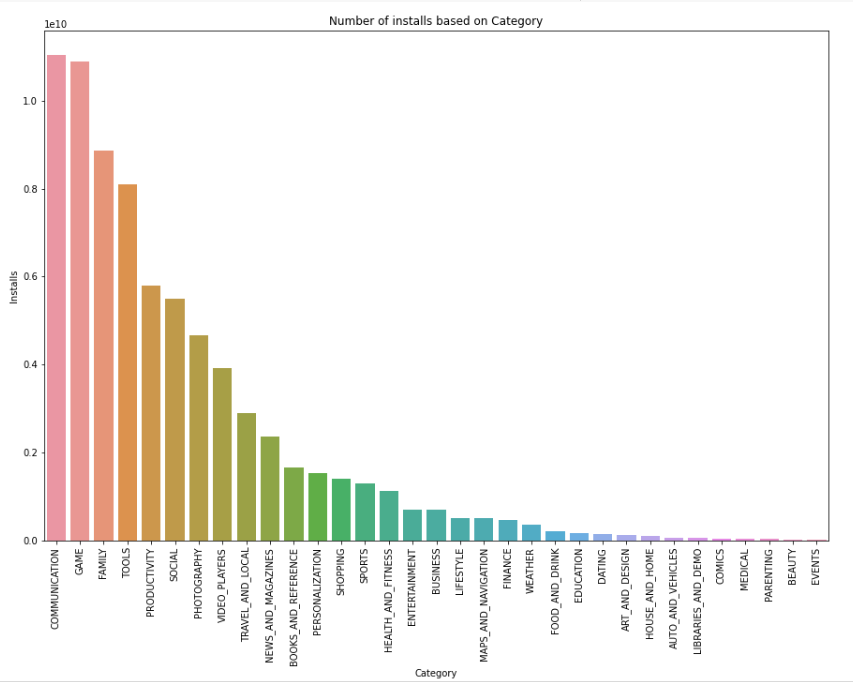 Number of installs based on Category
1e10
1.0
0.8
0.6
0.4
0.2
0.0
Installs
COMMUNICATION
GAME
FAMILY
TOOLS
PRODUCTIVITY
SOCIAL
PHOTOGRAPHY
VIDEO_PLAYERS
TRAVEL_AND_LOCAL
NEWS_AND_MAGAZINES
BOOKS_AND_REFERENCE
PERSONALIZATION
SHOPPING
SPORTS
HEALTH_AND_FITNESS
ENTERTAINMENT
BUSINESS
LIFESTYLE
MAPS_AND_NAVIGATION
FINANCE
WEATHER
FOOD_AND_DRINK
EDUCATION
DATING
ART_AND_DESIGN
HOUSE_AND_HOME
AUTO_AND_VEHICLES
LIBRARIES_AND_DEMO
COMICS
MEDICAL
PARENTING
BEAUTY
EVENTS
Category